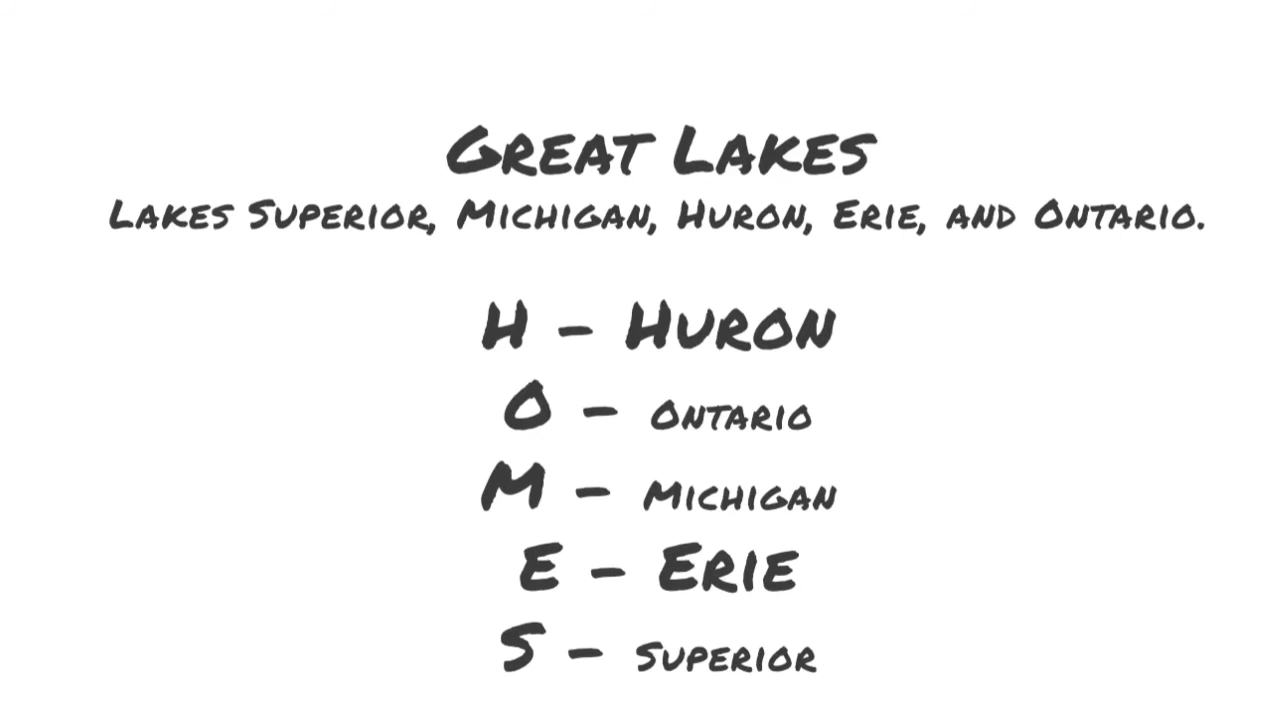 Great Lakes
Lakes Superior, Michigan, Huron, Erie, and Ontario.
H - Huron
O - Ontario
M - Michigan
E - Erie
S - Superior